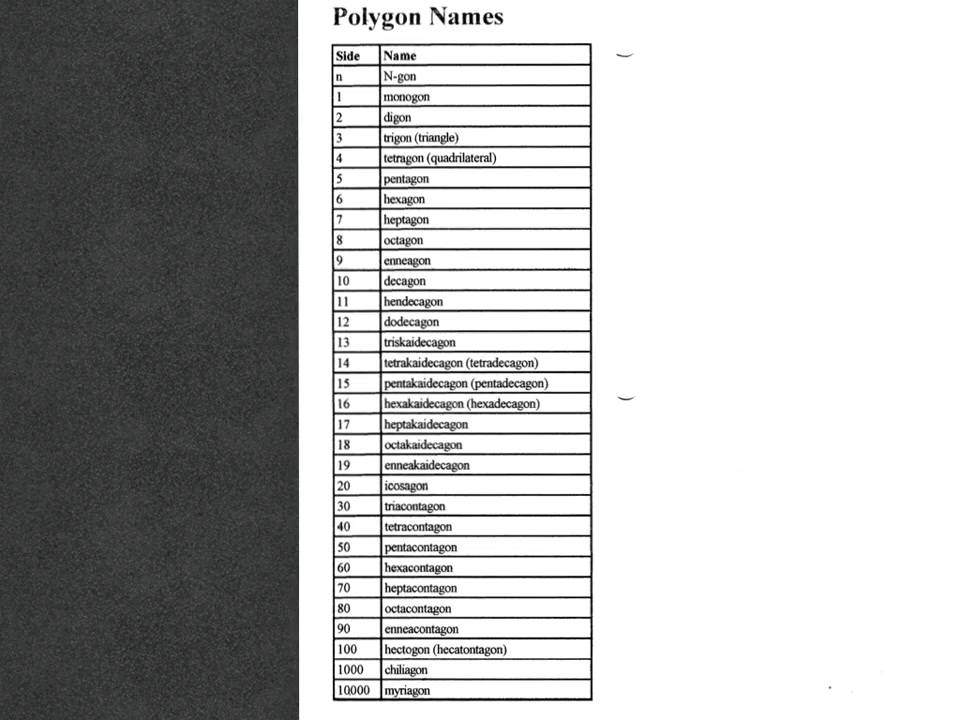 Polygon Names
Side Name
n N-gon
1 monogon
2 digon
3 trigon (triangle)
4 tetragon (quadrilateral)
5 pentagon
6 hexagon
7 heptagon
8 octagon
9 enneagon
10 decagon
11 hendecagon
12 dodecagon
13 triskaidecagon
14 tetrakaidecagon (tetradecagon)
15 pentakaidecagon (pentadecagon)
16 hexakaidecagon (hexadecagon)
17 heptakaidecagon
18 octakaidecagon
19 enneakaidecagon
20 icosagon
30 triacontagon
40 tetracontagon
50 pentacontagon
60 hexacontagon
70 heptacontagon
80 octacontagon
90 enneacontagon
100 hectogon (hecatontagon)
1000 chiliagon
10000 myriagon